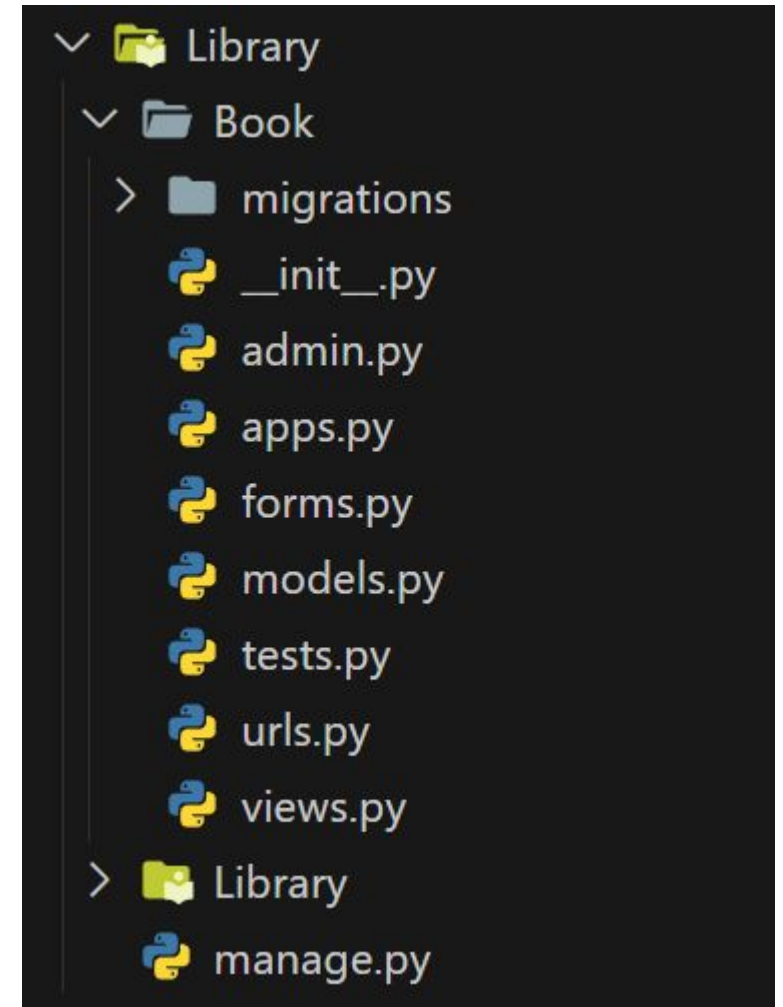 Library
Book
migrations
__init__.py
admin.py
apps.py
forms.py
models.py
tests.py
urls.py
views.py
Library
manage.py